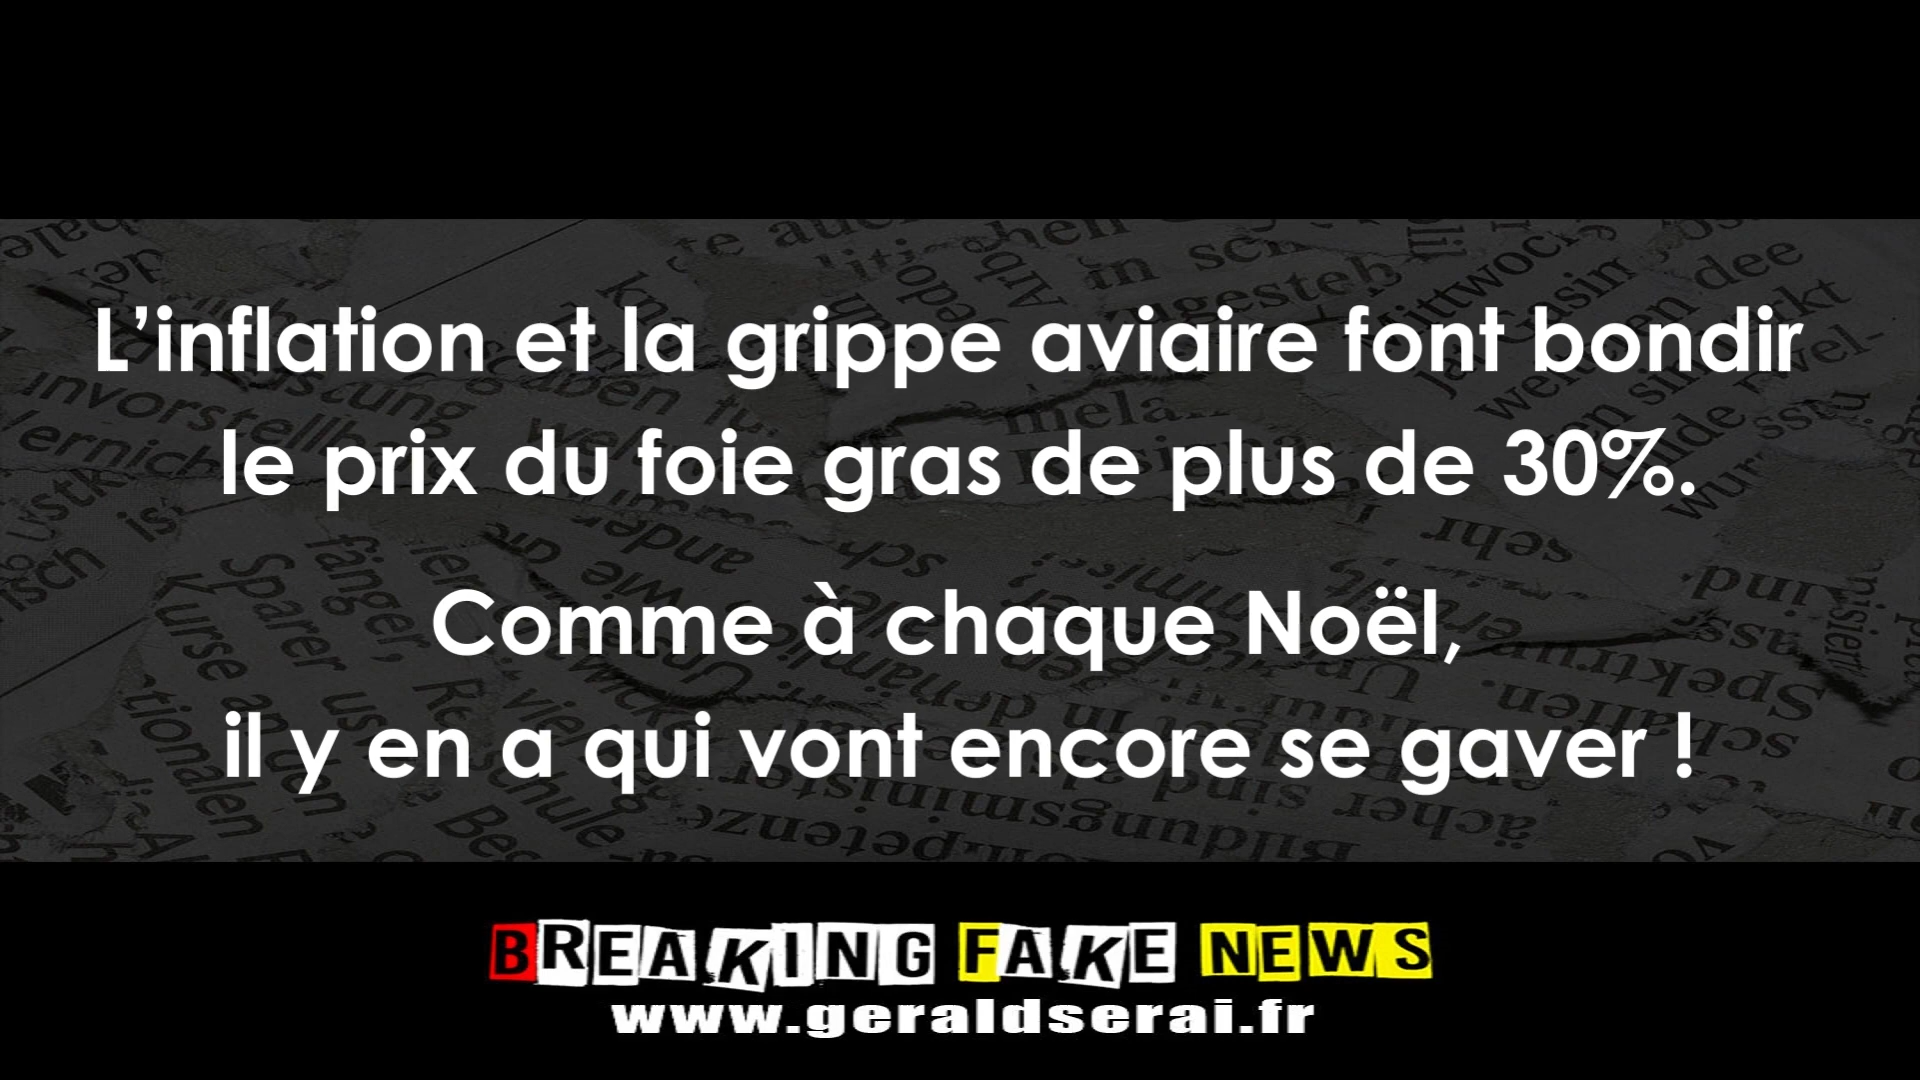 L’inflation et la grippe aviaire font bondir
le prix du foie gras de plus de 30%.
Comme à chaque Noël,
il y en a qui vont encore se gaver !
BREAKING FAKE NEWS
www.geraldserai.fr